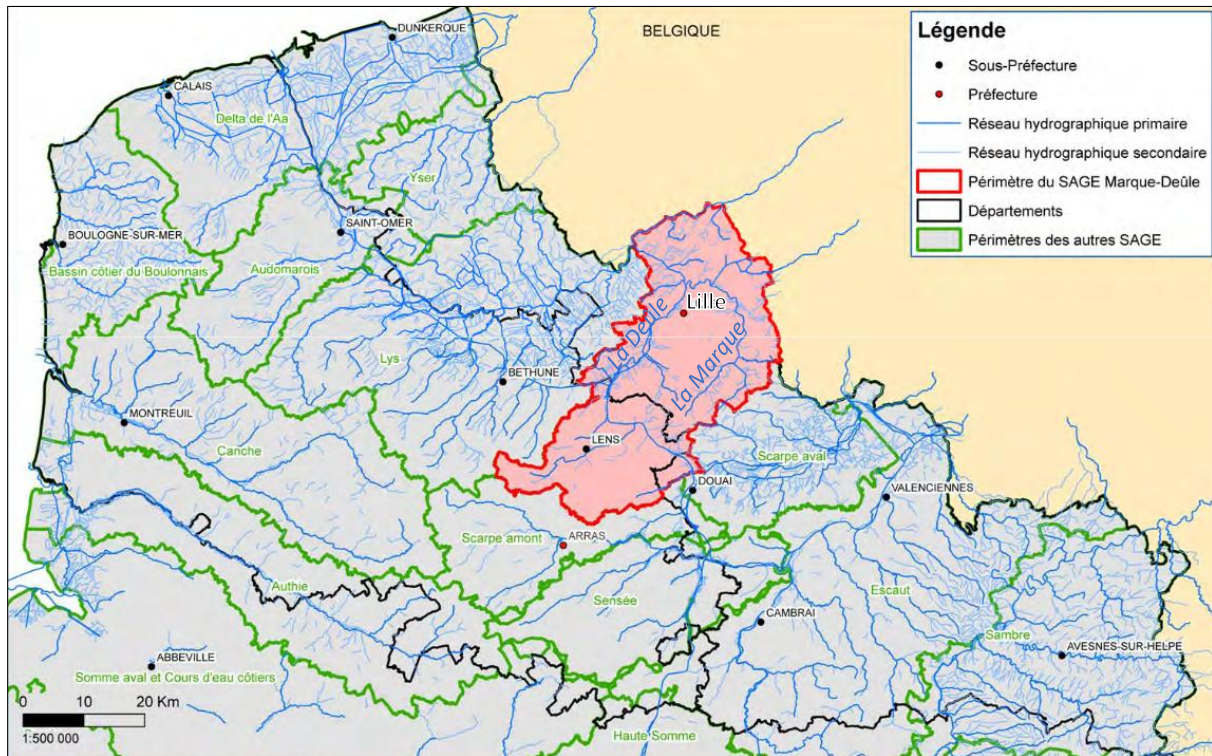 DUNKERQUE
BELGIQUE
CALAIS
Delta de l'Aa
Yser
SAINT-OMER
BOULOGNE-SUR-MER
Bassin côtier du Boulonnais
Audomarois
Lille
La Deûle
La Marque
Lys
BETHUNE
MONTREUIL
Canche
LENS
Scarpe aval
DOUAI
VALENCIENNES
Scarpe amont
ARRAS
Authie
Sensée
Escaut
CAMBRAI
Sambre
AVESNES-SUR-HELPE
ABBEVILLE
Somme aval et Cours d'eau côtiers
Haute Somme
0 10 20 Km
1:500 000
Légende
Sous-Préfecture
Préfecture
Réseau hydrographique primaire
Réseau hydrographique secondaire
Périmètre du SAGE Marque-Deûle
Départements
Périmètres des autres SAGE